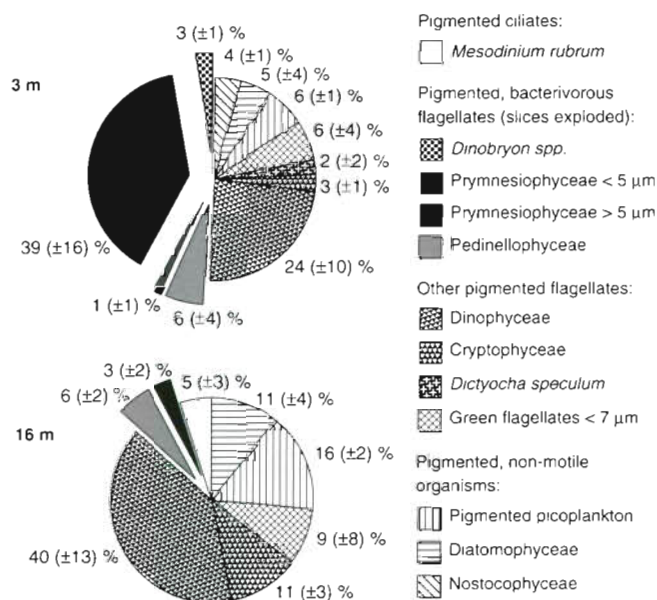 3 m
3 (±1) %
4 (±1) %
5 (±4) %
6 (±1) %
6 (±4) %
2 (±2) %
3 (±1) %
24 (±10) %
6 (±4) %
1 (±1) %
39 (±16) %
16 m
3 (±2) %
6 (±2) %
5 (±3) %
11 (±4) %
16 (±2) %
9 (±8) %
11 (±3) %
40 (±13) %
Pigmented ciliates:
Mesodinium rubrum
Pigmented, bacterivorous
flagellates (slices exploded):
Dinobryon spp.
Prymnesiophyceae < 5 µm
Prymnesiophyceae > 5 µm
Pedinellophyceae
Other pigmented flagellates:
Dinophyceae
Cryptophyceae
Dictyocha speculum
Green flagellates < 7 µm
Pigmented, non-motile
organisms:
Pigmented picoplankton
Diatomophyceae
Nostocophyceae